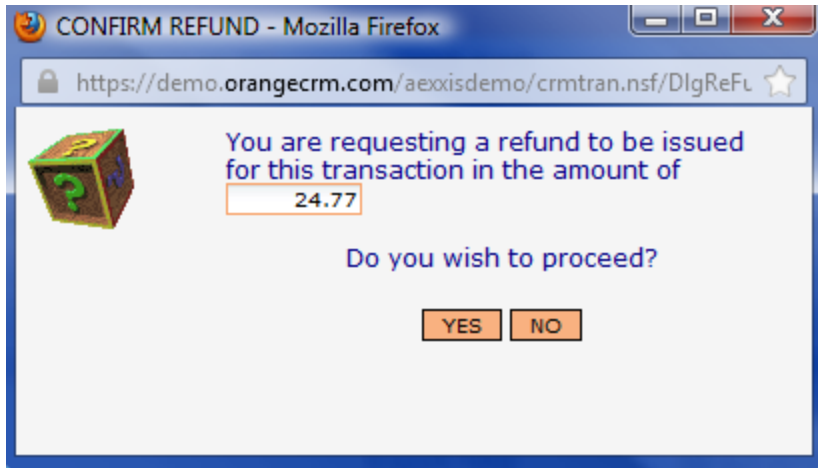 CONFIRM REFUND - Mozilla Firefox
https://demo.orangecrm.com/aexxisdemo/crmtran.nsf/DlgReFu
You are requesting a refund to be issued
for this transaction in the amount of
24.77
Do you wish to proceed?
YES NO